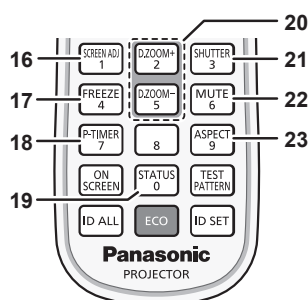 20
16 SCREEN ADJ 1 D.ZOOM+ 2 SHUTTER 3 21
17 FREEZE 4 D.ZOOM− 5 MUTE 6 22
18 P-TIMER 7 8 ASPECT 9 23
19 ON SCREEN STATUS 0 TEST PATTERN
ID ALL ECO ID SET
Panasonic
PROJECTOR